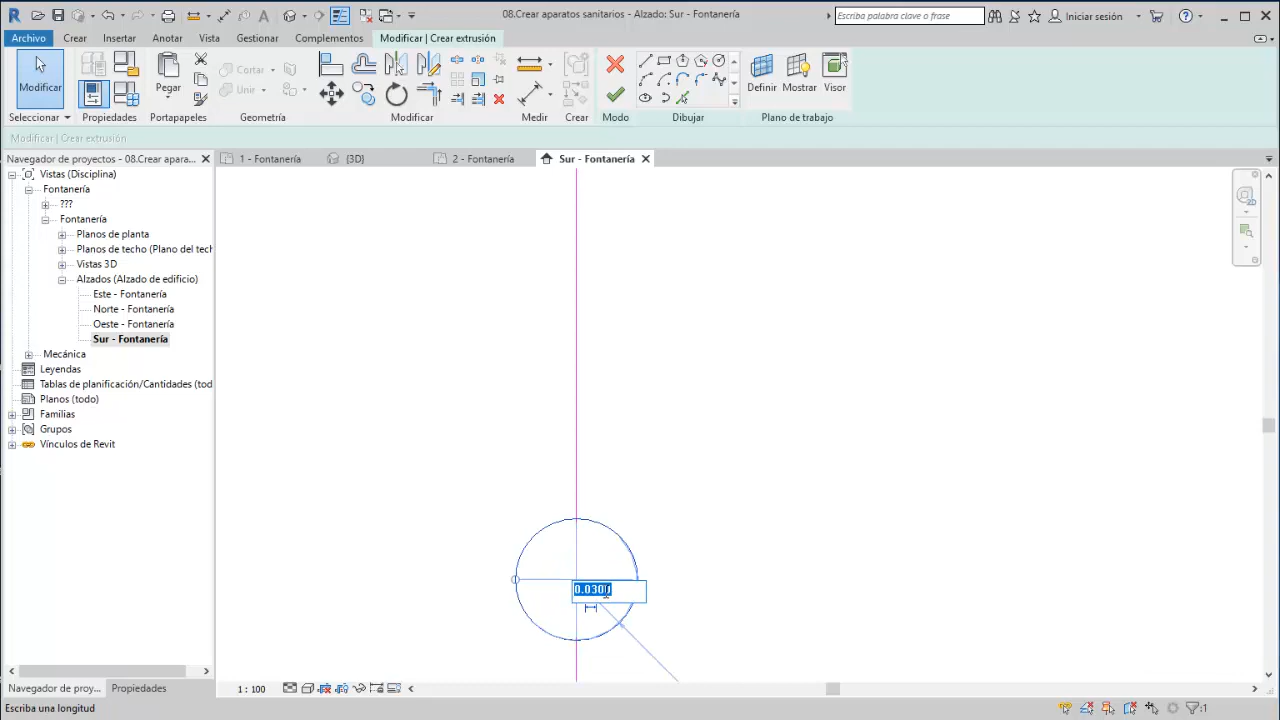 08.Crear aparatos sanitarios - Alzado: Sur - Fontanería
Escriba palabra clave o frase
Iniciar sesión
Archivo
Crear
Insertar
Anotar
Vista
Gestionar
Complementos
Modificar | Crear extrusión
Modificar
Pegar
Cortar
Unir
Definir
Mostrar
Visor
Seleccionar
Propiedades
Portapapeles
Geometría
Modificar
Medir
Crear
Modo
Dibujar
Plano de trabajo
Modificar | Crear extrusión
Navegador de proyectos - 08.Crear apara...
1 - Fontanería
{3D}
2 - Fontanería
Sur - Fontanería
Vistas (Disciplina)
Fontanería
???
Fontanería
Planos de planta
Planos de techo (Plano del tech
Vistas 3D
Alzados (Alzado de edificio)
Este - Fontanería
Norte - Fontanería
Oeste - Fontanería
Sur - Fontanería
Mecánica
Leyendas
Tablas de planificación/Cantidades (tod
Planos (todo)
Familias
Grupos
Vínculos de Revit
Navegador de proy...
Propiedades
1 : 100
Escriba una longitud
:1